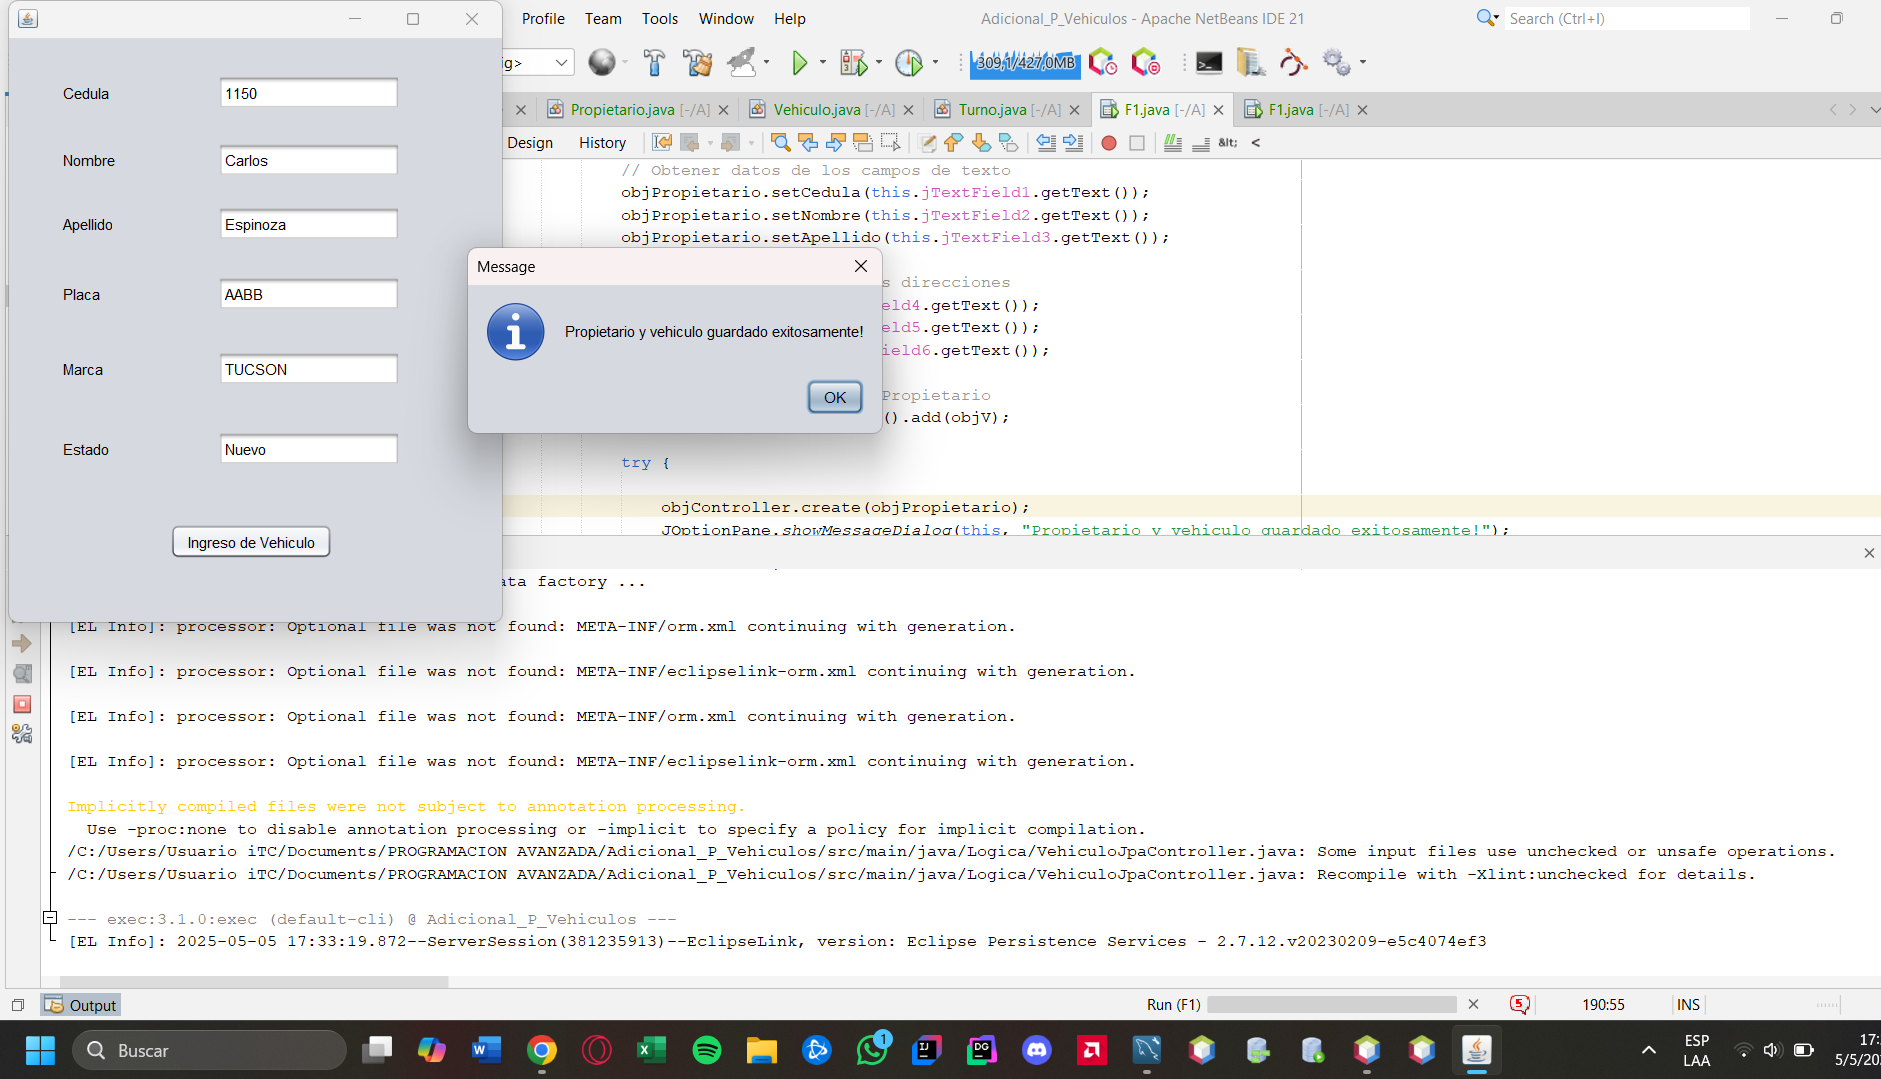 Profile Team Tools Window Help
Adicional_P_Vehiculos - Apache NetBeans IDE 21
Search (Ctrl+I)
ig>
309,1/427,0MB
Propietario.java [-/A]
Vehiculo.java [-/A]
Turno.java [-/A]
F1.java [-/A]
F1.java [-/A]
Design
History
&lt; <
Cedula
1150
Nombre
Carlos
Apellido
Espinoza
Placa
AABB
Marca
TUCSON
Estado
Nuevo
Ingreso de Vehiculo
// Obtener datos de los campos de texto
objPropietario.setCedula(this.jTextField1.getText());
objPropietario.setNombre(this.jTextField2.getText());
objPropietario.setApellido(this.jTextField3.getText());
s direcciones
eld4.getText());
eld5.getText());
ield6.getText());
Propietario
().add(objV);
try {
objController.create(objPropietario);
JOptionPane.showMessageDialog(this, "Propietario y vehiculo guardado exitosamente!");
Message
Propietario y vehiculo guardado exitosamente!
OK
ata factory ...
[EL Info]: processor: Optional file was not found: META-INF/orm.xml continuing with generation.
[EL Info]: processor: Optional file was not found: META-INF/eclipselink-orm.xml continuing with generation.
[EL Info]: processor: Optional file was not found: META-INF/orm.xml continuing with generation.
[EL Info]: processor: Optional file was not found: META-INF/eclipselink-orm.xml continuing with generation.
Implicitly compiled files were not subject to annotation processing.
Use -proc:none to disable annotation processing or -implicit to specify a policy for implicit compilation.
/C:/Users/Usuario iTC/Documents/PROGRAMACION AVANZADA/Adicional_P_Vehiculos/src/main/java/Logica/VehiculoJpaController.java: Some input files use unchecked or unsafe operations.
/C:/Users/Usuario iTC/Documents/PROGRAMACION AVANZADA/Adicional_P_Vehiculos/src/main/java/Logica/VehiculoJpaController.java: Recompile with -Xlint:unchecked for details.
--- exec:3.1.0:exec (default-cli) @ Adicional_P_Vehiculos ---
[EL Info]: 2025-05-05 17:33:19.872--ServerSession(381235913)--EclipseLink, version: Eclipse Persistence Services - 2.7.12.v20230209-e5c4074ef3
Output
Run (F1)
5
190:55
INS
Buscar
1
IJ
DG
ESP
LAA
17:
5/5/20